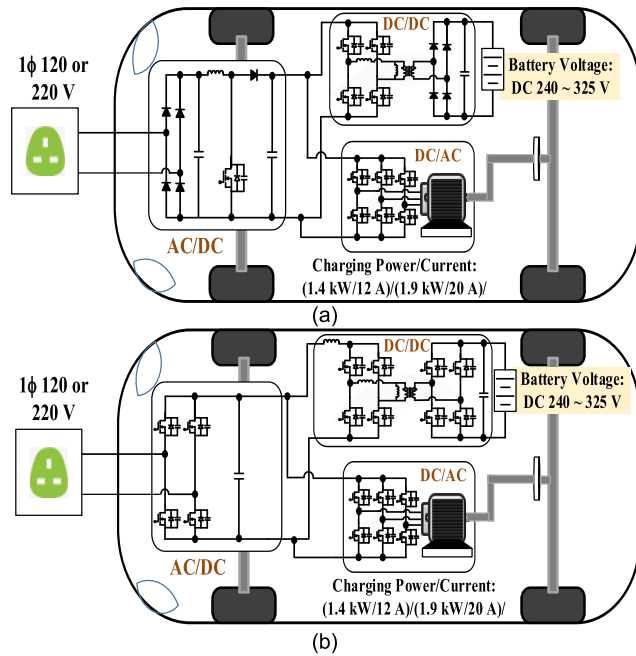 DC/DC
1ϕ 120 or
220 V
Battery Voltage:
DC 240 ~ 325 V
DC/AC
AC/DC
Charging Power/Current:
(1.4 kW/12 A)/(1.9 kW/20 A)/
(a)
DC/DC
1ϕ 120 or
220 V
Battery Voltage:
DC 240 ~ 325 V
DC/AC
AC/DC
Charging Power/Current:
(1.4 kW/12 A)/(1.9 kW/20 A)/
(b)